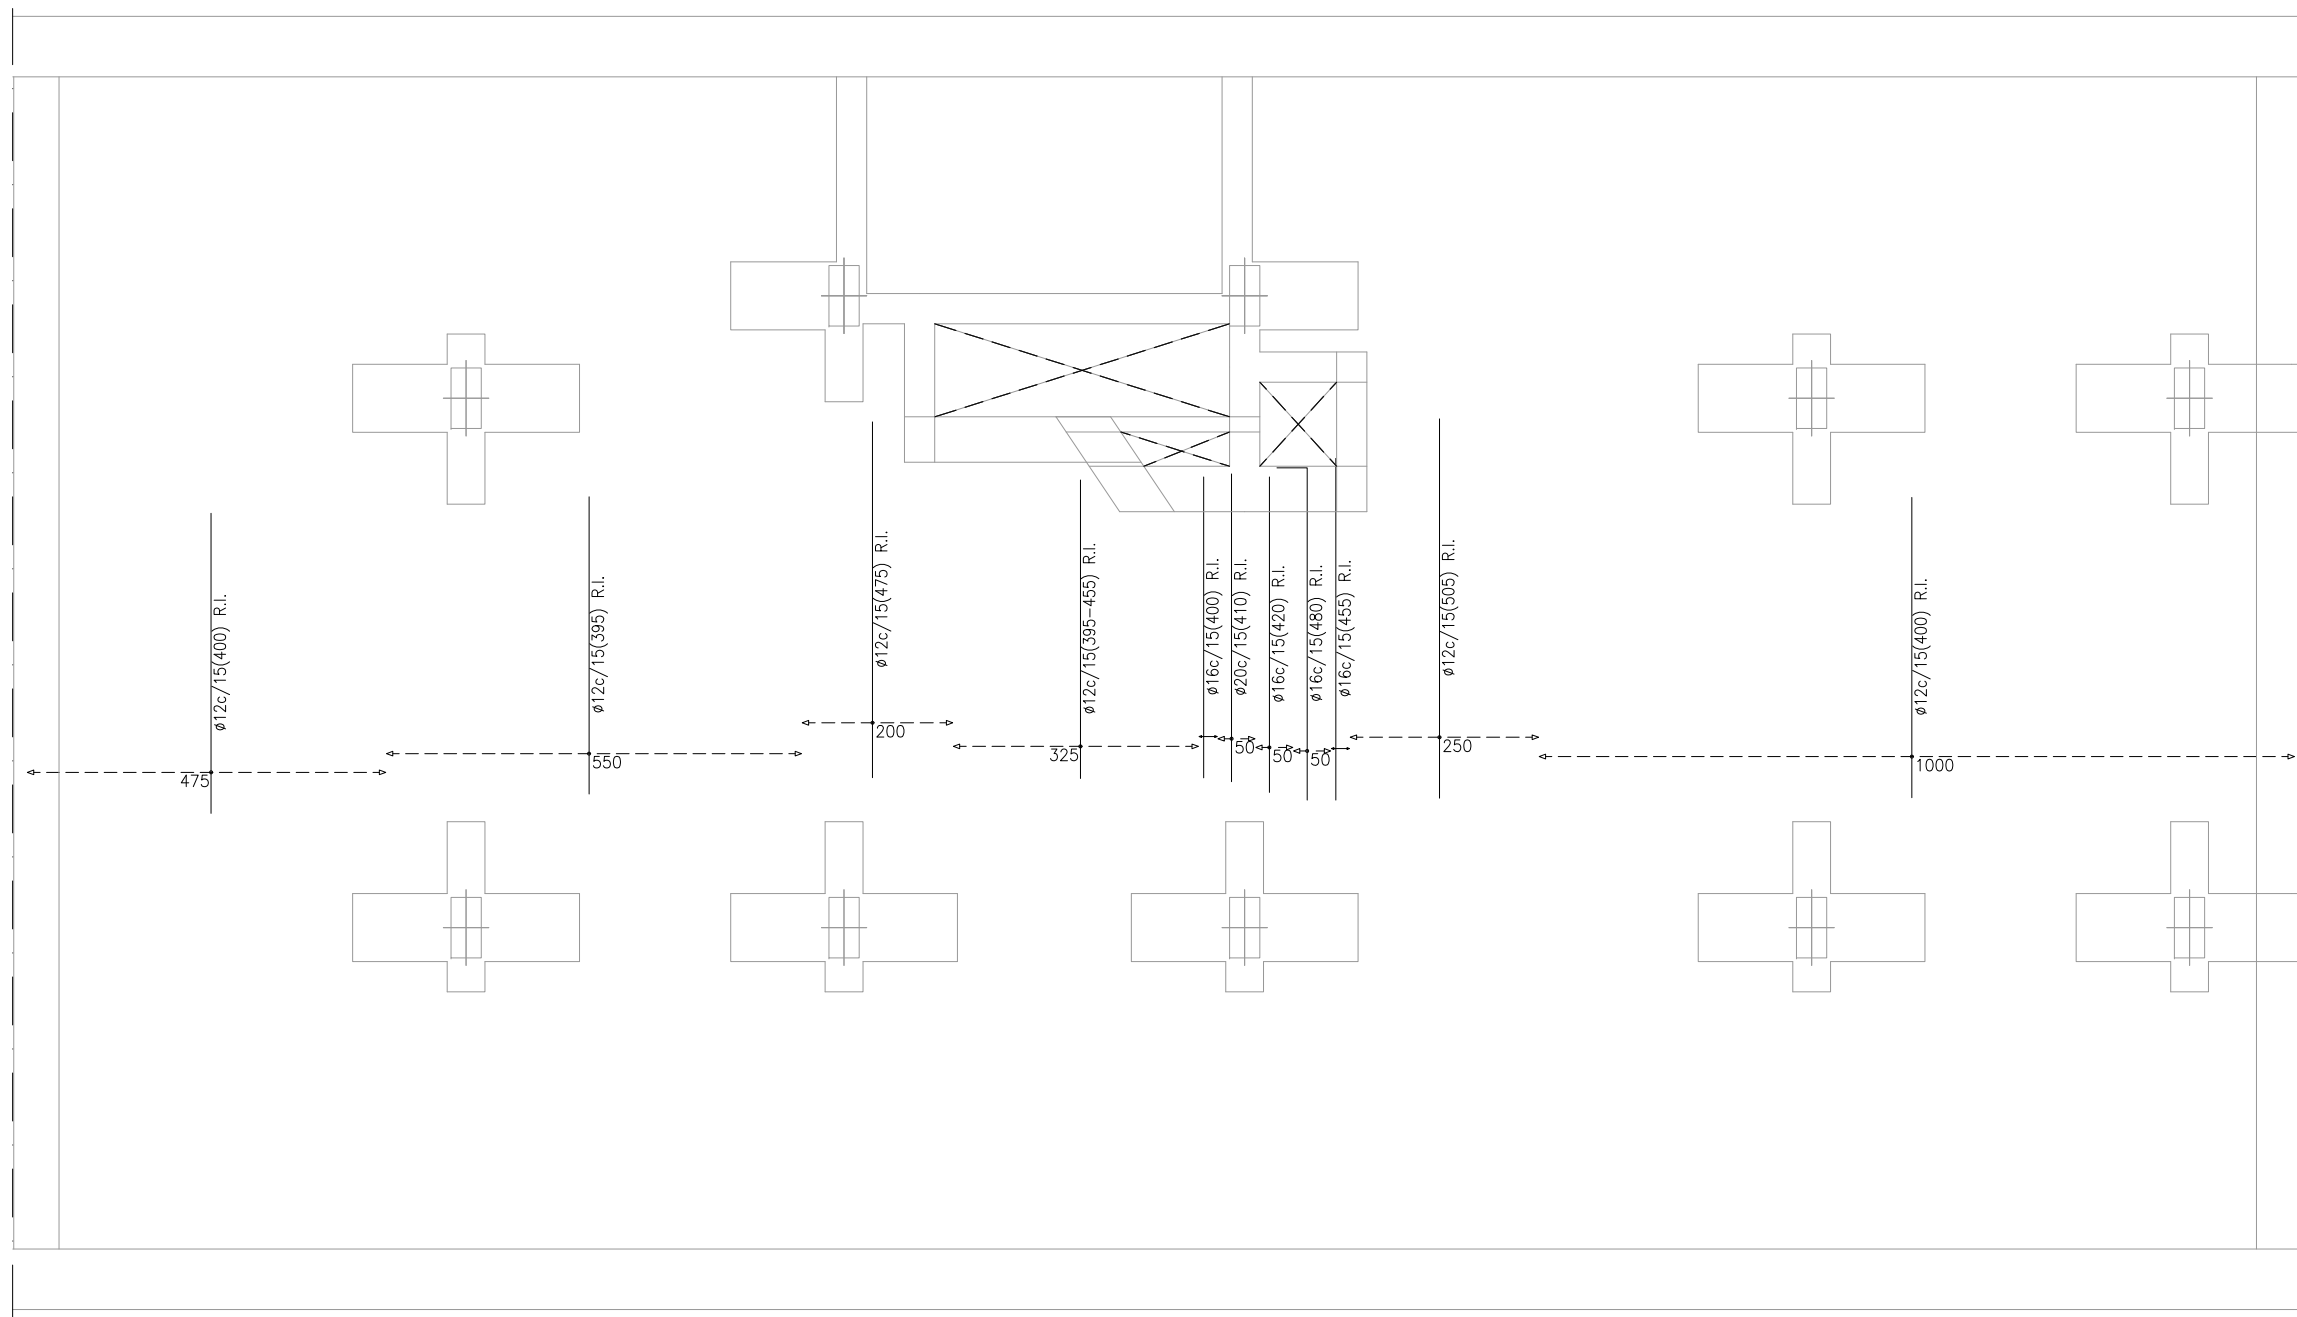 ø12c/15(400) R.I.
475
ø12c/15(395) R.I.
550
ø12c/15(475) R.I.
200
ø12c/15(395-455) R.I.
325
ø16c/15(400) R.I.
ø20c/15(410) R.I.
50
ø16c/15(420) R.I.
50
ø16c/15(480) R.I.
50
ø16c/15(455) R.I.
ø12c/15(505) R.I.
250
ø12c/15(400) R.I.
1000